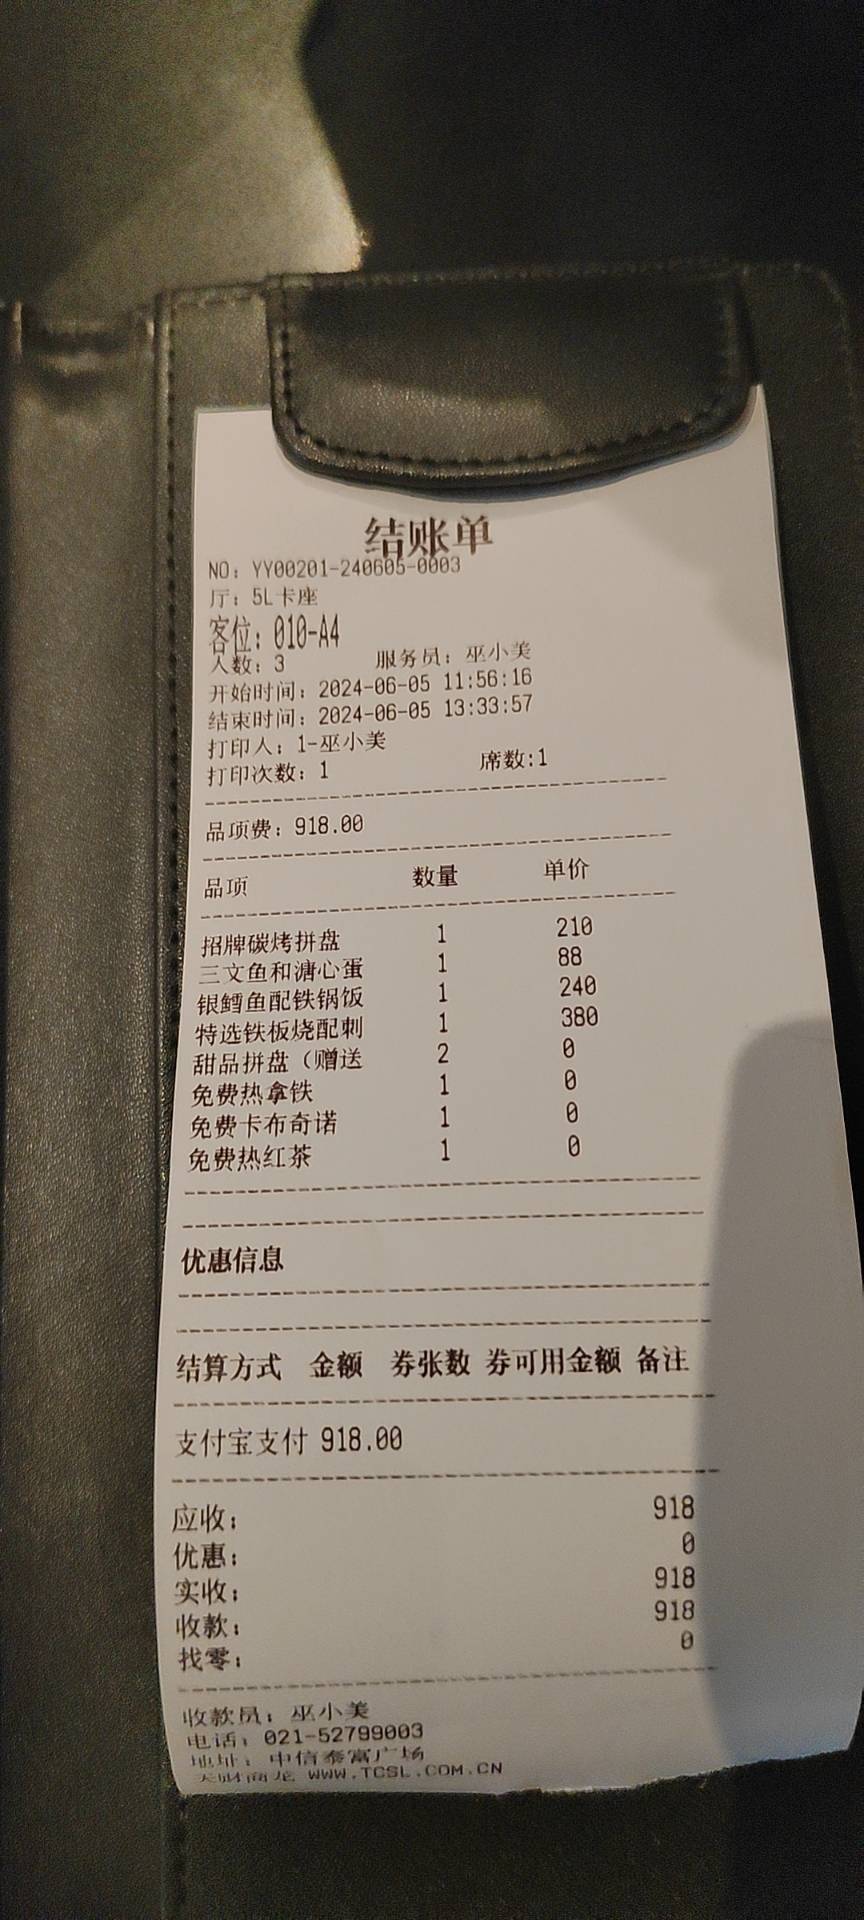 结账单
NO: YY00201-240605-0003
厅: 5L卡座
客位: 010-A4
人数: 3 服务员: 巫小美
开始时间: 2024-06-05 11:56:16
结束时间: 2024-06-05 13:33:57
打印人: 1-巫小美
打印次数: 1 席数:1
品项费: 918.00
品项 数量 单价
招牌碳烤拼盘 1 210
三文鱼和溏心蛋 1 88
银鳕鱼配铁锅饭 1 240
特选铁板烧配刺 1 380
甜品拼盘（赠送 2 0
免费热拿铁 1 0
免费卡布奇诺 1 0
免费热红茶 1 0
优惠信息
结算方式 金额 券张数 券可用金额 备注
支付宝支付 918.00
应收: 918
优惠: 0
实收: 918
收款: 918
找零: 0
收款员: 巫小美
电话: 021-52799003
地址: 中信泰富广场
天财商龙 WWW.TCSL.COM.CN